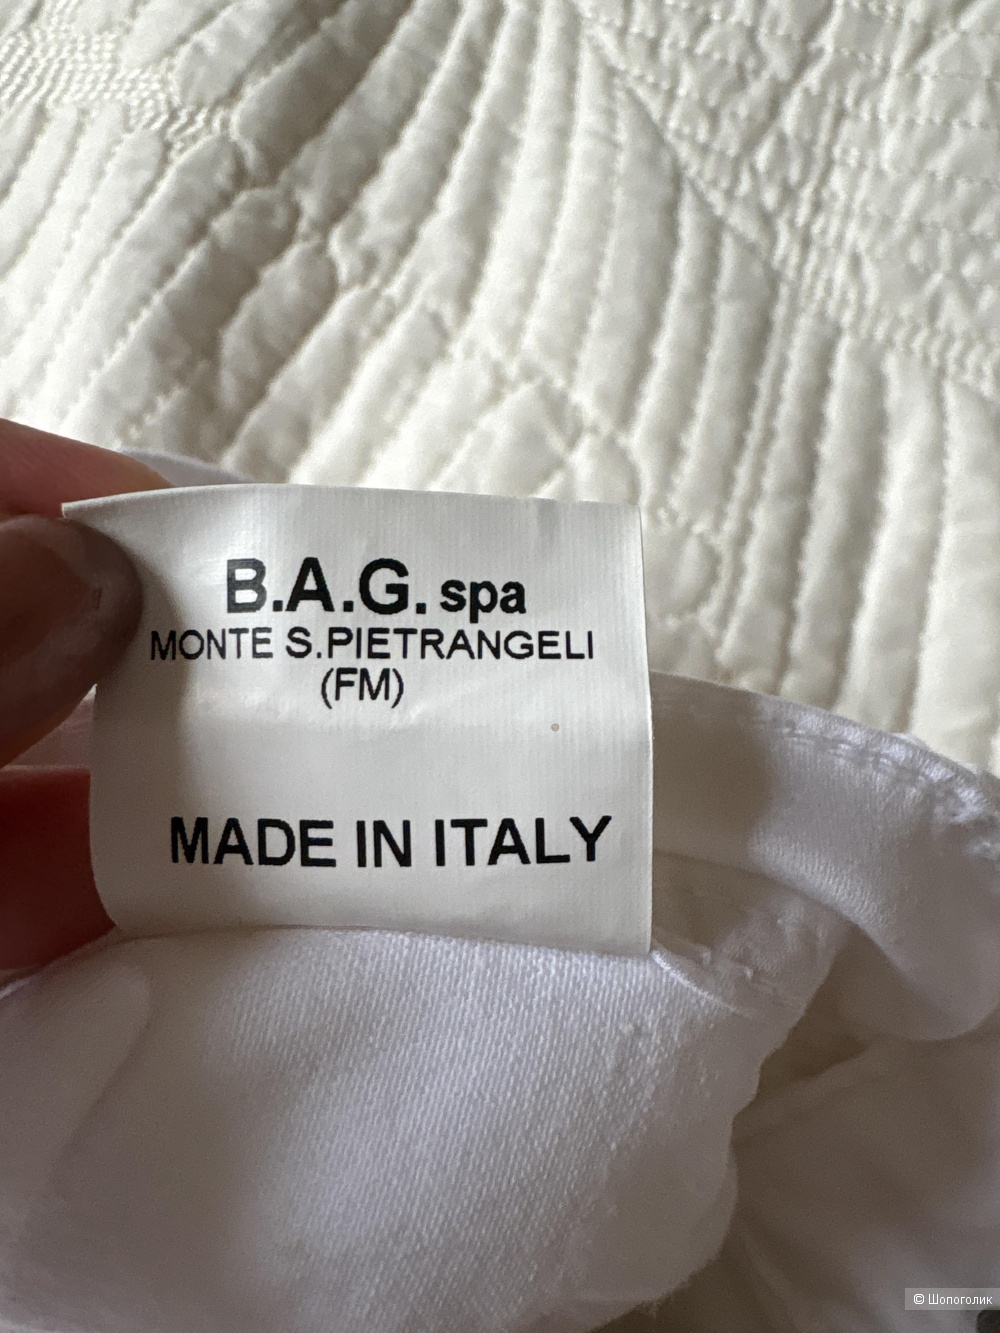 B.A.G. spa
MONTE S.PIETRANGELI
(FM)
MADE IN ITALY
© Шопоголик